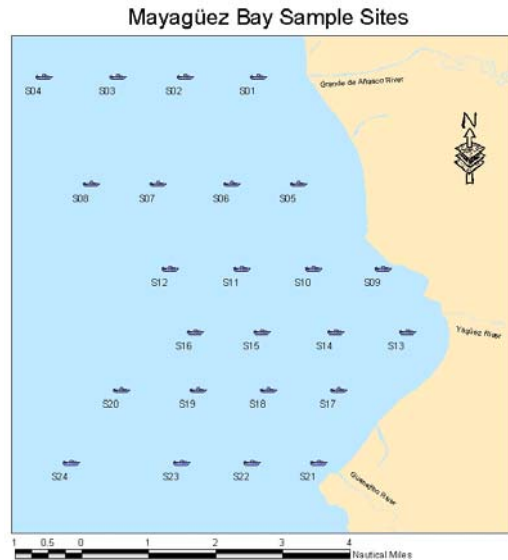 Mayagüez Bay Sample Sites
S04 S03 S02 S01
Grande de Añasco River
N
S08 S07 S06 S05
S12 S11 S10 S09
S16 S15 S14 S13
Yagüez River
S20 S19 S18 S17
S24 S23 S22 S21
Guanajibo River
1 0.5 0 1 2 3 4
Nautical Miles